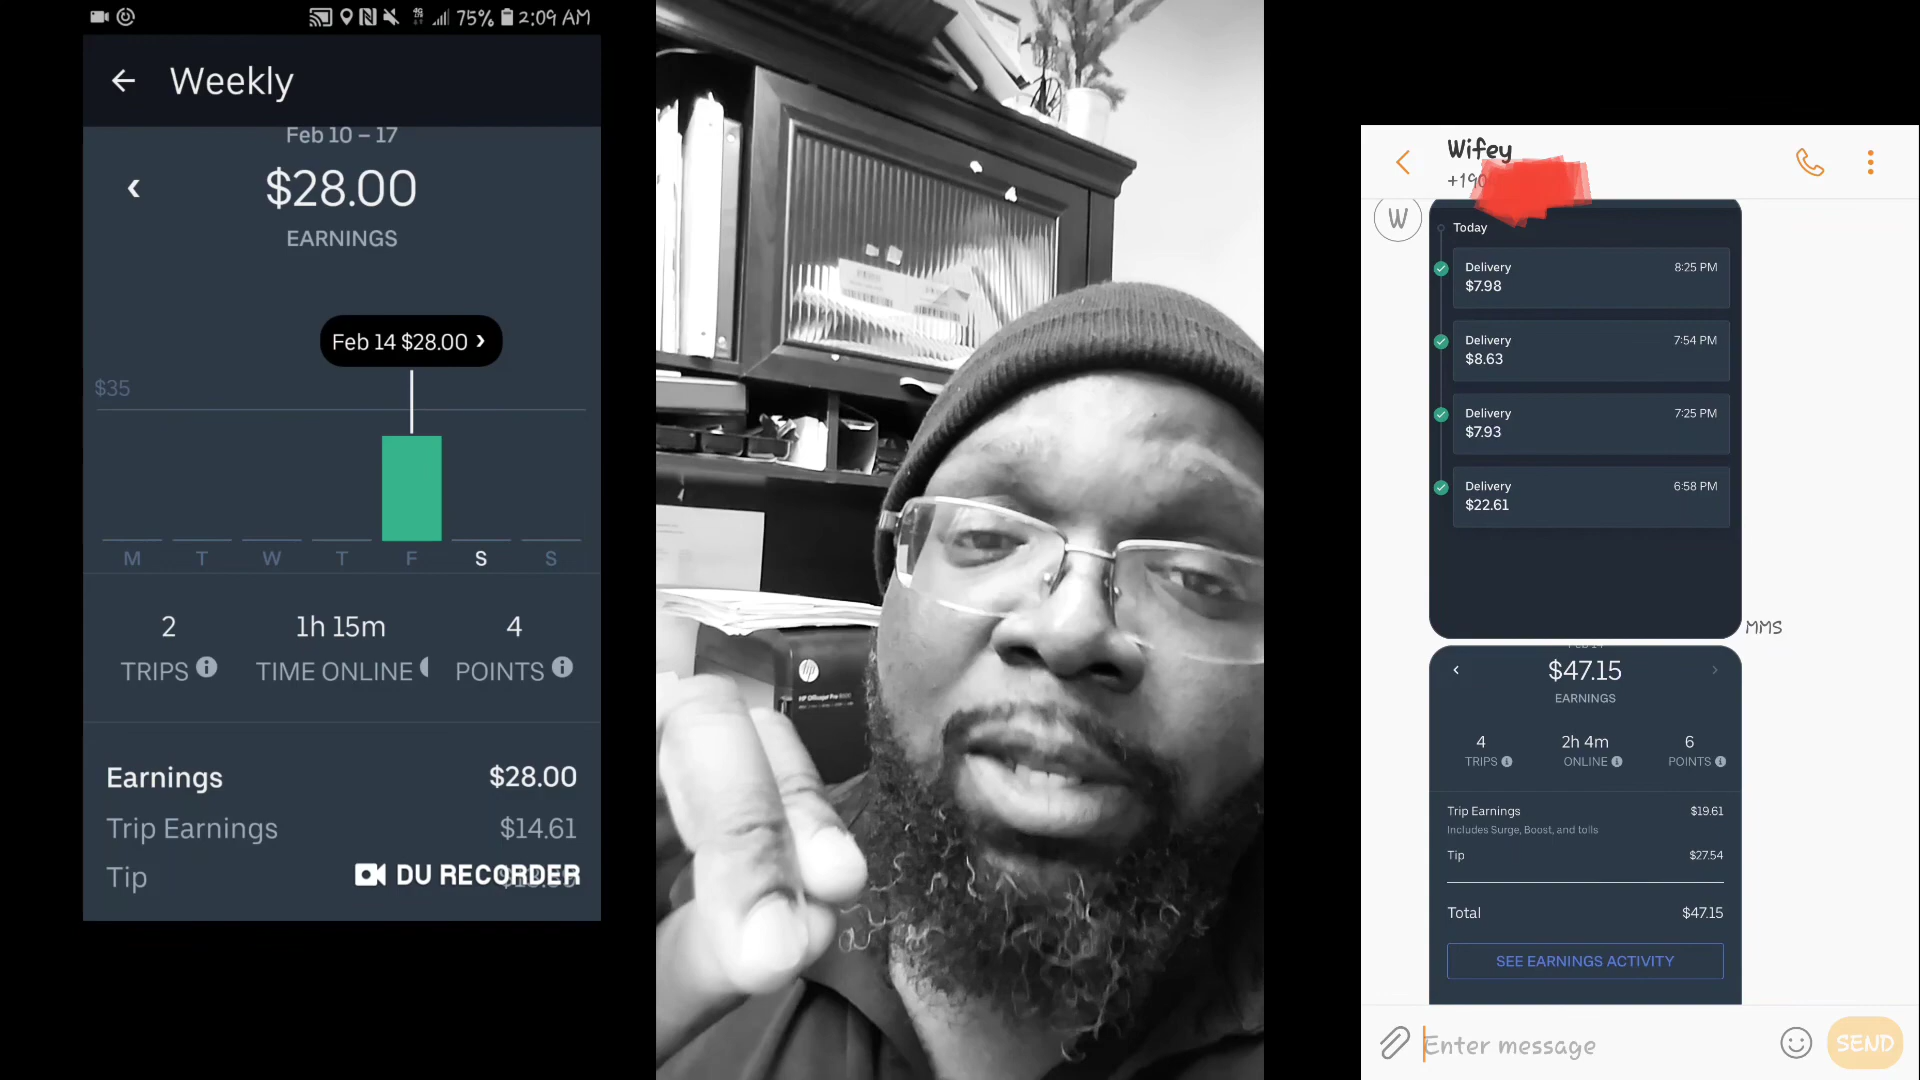 75% 2:09 AM
Weekly
Feb 10 – 17
$28.00
EARNINGS
Feb 14 $28.00
$35
M T W T F S S
2 1h 15m 4
TRIPS TIME ONLINE POINTS
Earnings $28.00
Trip Earnings $14.61
Tip
DU RECORDER
hp
Wifey
+190
W
Today
Delivery 8:25 PM
$7.98
Delivery 7:54 PM
$8.63
Delivery 7:25 PM
$7.93
Delivery 6:58 PM
$22.61
MMS
$47.15
EARNINGS
4 2h 4m 6
TRIPS ONLINE POINTS
Trip Earnings $19.61
Includes Surge, Boost, and tolls
Tip $27.54
Total $47.15
SEE EARNINGS ACTIVITY
Enter message SEND